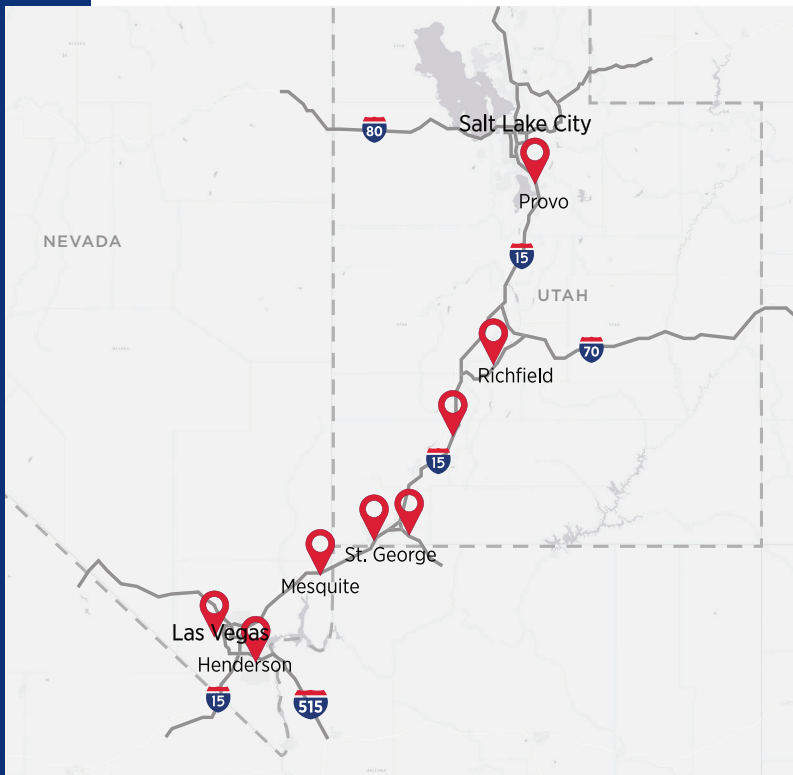 Salt Lake City
80
Provo
NEVADA
15
UTAH
70
Richfield
15
St. George
Mesquite
Las Vegas
Henderson
15
515